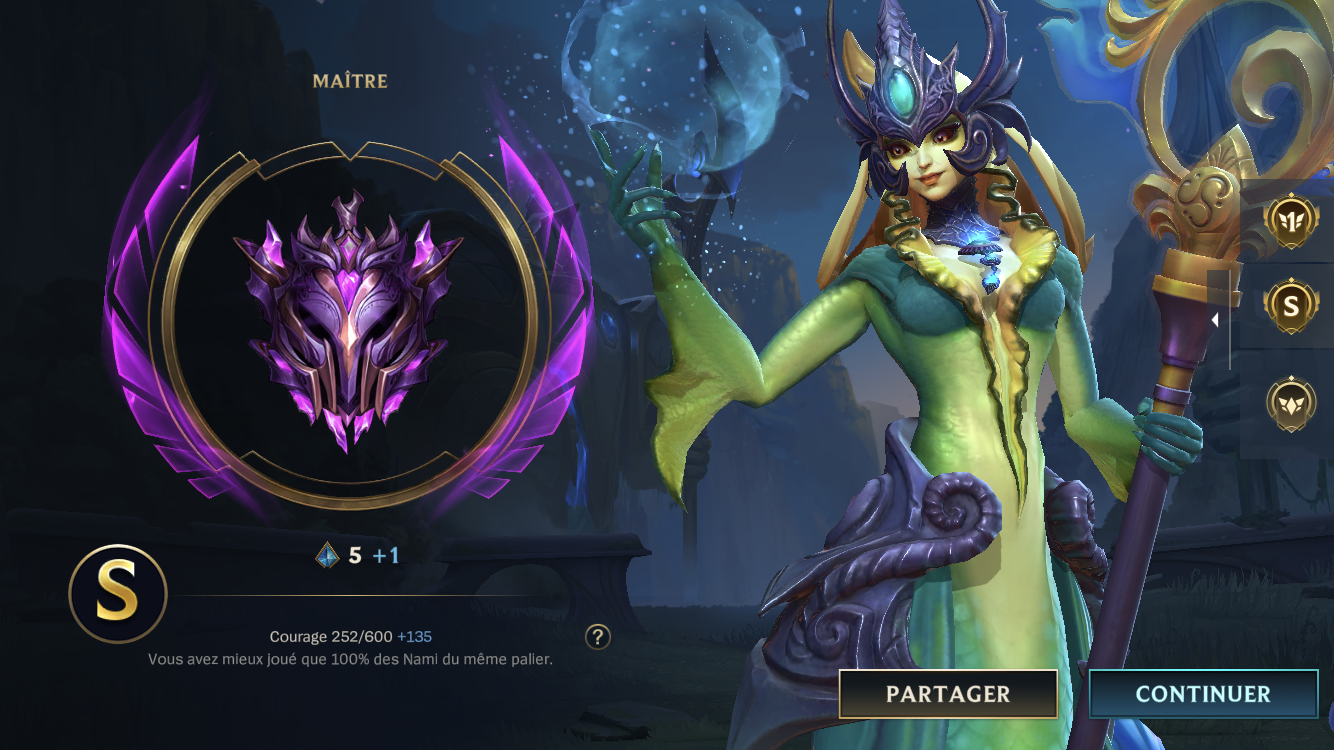 MAÎTRE
1
S
5 +1
S
Courage 252/600 +135
?
Vous avez mieux joué que 100% des Nami du même palier.
PARTAGER
CONTINUER